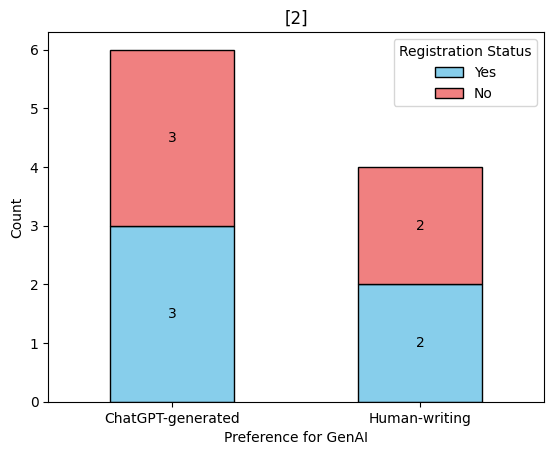 [2]
Registration Status
Yes
No
6
5
4
3
2
1
0
Count
3
3
2
2
ChatGPT-generated
Human-writing
Preference for GenAI